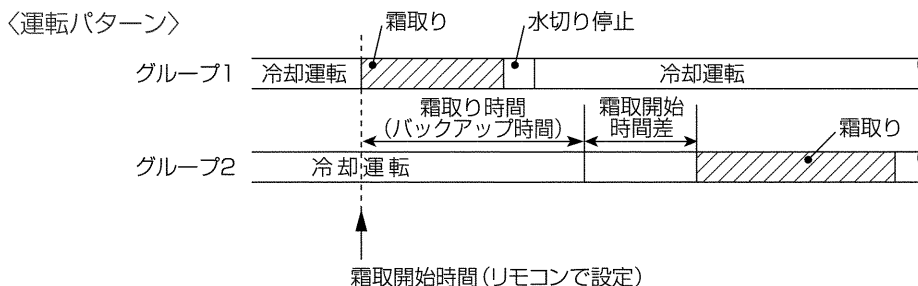 〈運転パターン〉
霜取り
水切り停止
グループ1
冷却運転
冷却運転
霜取り時間
(バックアップ時間)
霜取開始
時間差
霜取り
グループ2
冷却運転
霜取開始時間(リモコンで設定)